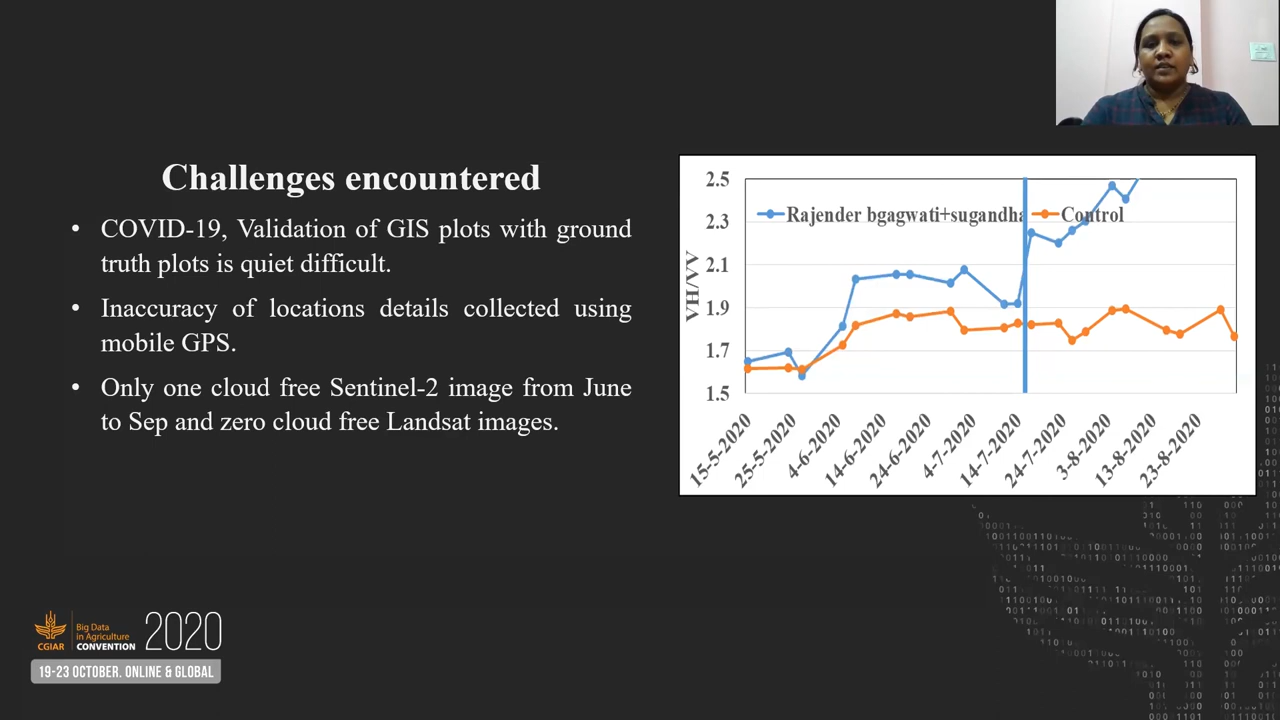 Challenges encountered
• COVID-19, Validation of GIS plots with ground
truth plots is quiet difficult.
• Inaccuracy of locations details collected using
mobile GPS.
• Only one cloud free Sentinel-2 image from June
to Sep and zero cloud free Landsat images.
2.5
2.3
2.1
1.9
1.7
1.5
VH/VV
Rajender bgagwati+sugandha
Control
15-5-2020
25-5-2020
4-6-2020
14-6-2020
24-6-2020
4-7-2020
14-7-2020
24-7-2020
3-8-2020
13-8-2020
23-8-2020
CGIAR
Big Data
in Agriculture
CONVENTION
2020
19-23 OCTOBER. ONLINE & GLOBAL